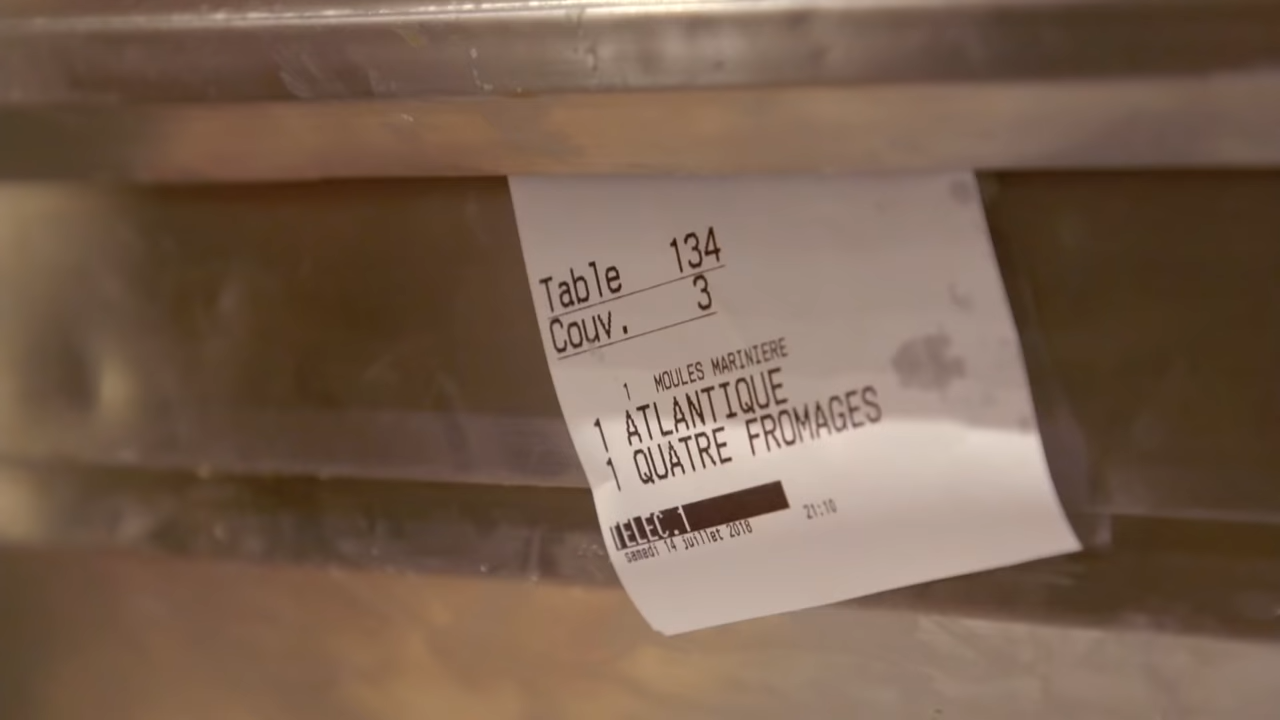 Table 134
Couv. 3
1 MOULES MARINIERE
1 ATLANTIQUE
1 QUATRE FROMAGES
TELEC.1
samedi 14 juillet 2018 21:10